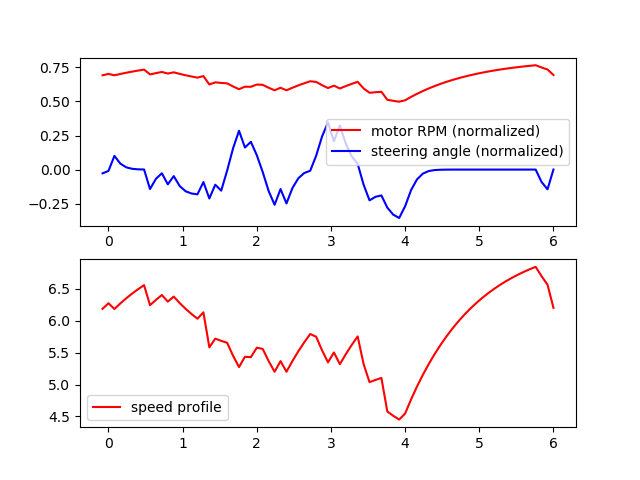 0.75
0.50
0.25
0.00
−0.25
motor RPM (normalized)
steering angle (normalized)
0 1 2 3 4 5 6
6.5
6.0
5.5
5.0
4.5
speed profile
0 1 2 3 4 5 6